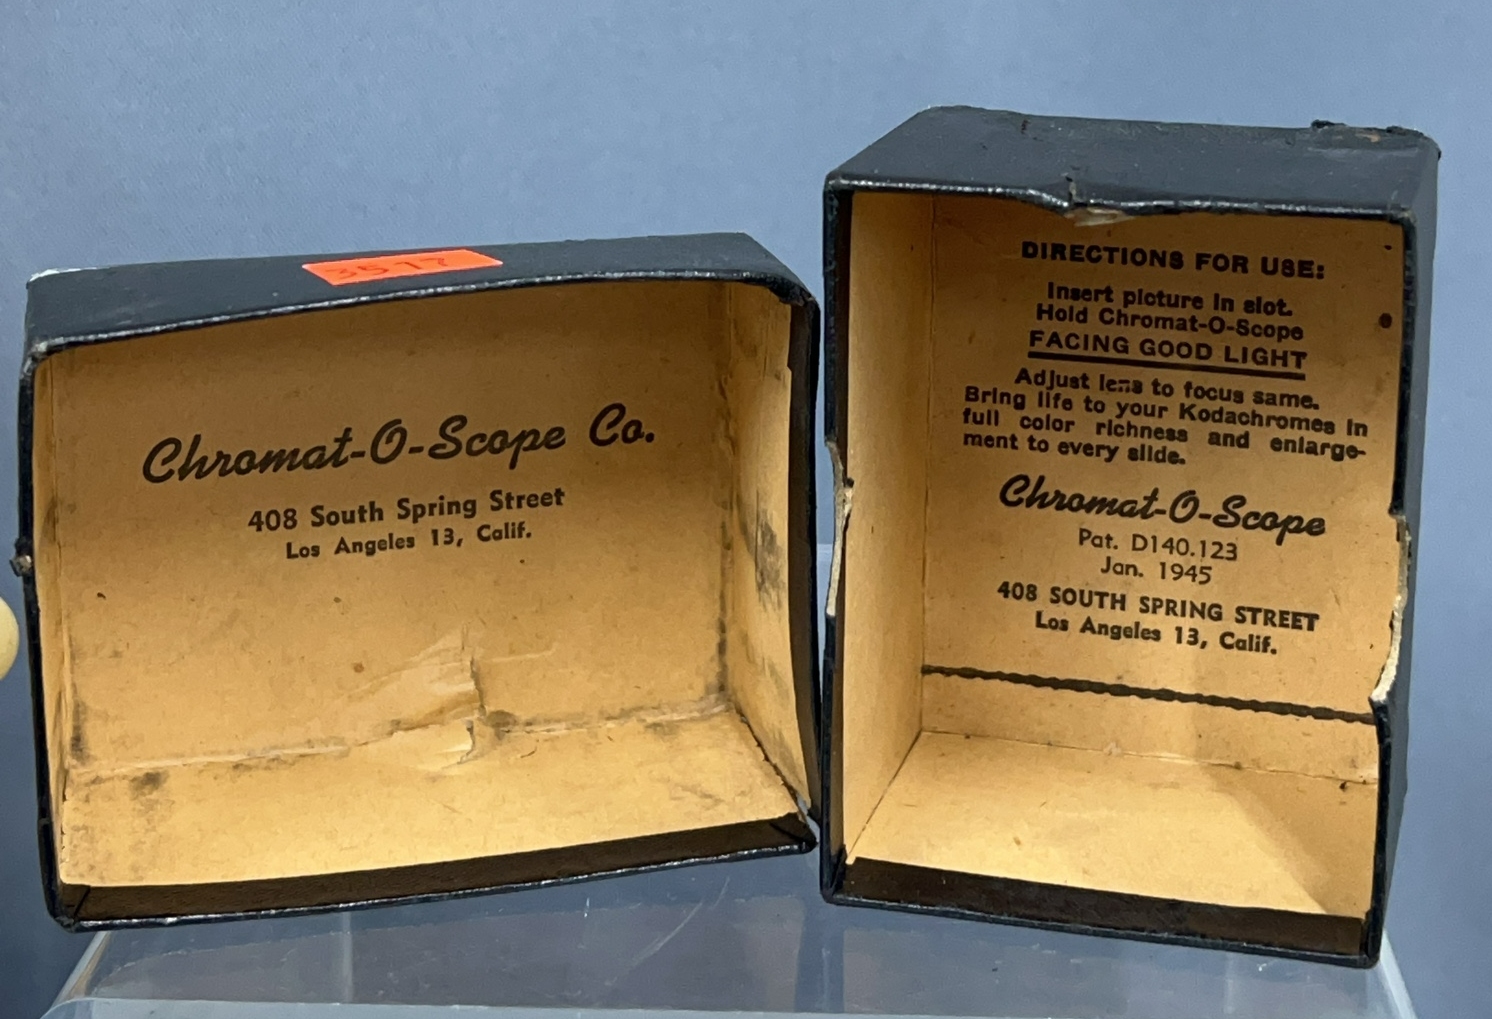 3577
Chromat-O-Scope Co.
408 South Spring Street
Los Angeles 13, Calif.
DIRECTIONS FOR USE:
Insert picture in slot.
Hold Chromat-O-Scope
FACING GOOD LIGHT
Adjust lens to focus same.
Bring life to your Kodachromes in
full color richness and enlarge-
ment to every slide.
Chromat-O-Scope
Pat. D140.123
Jan. 1945
408 SOUTH SPRING STREET
Los Angeles 13, Calif.